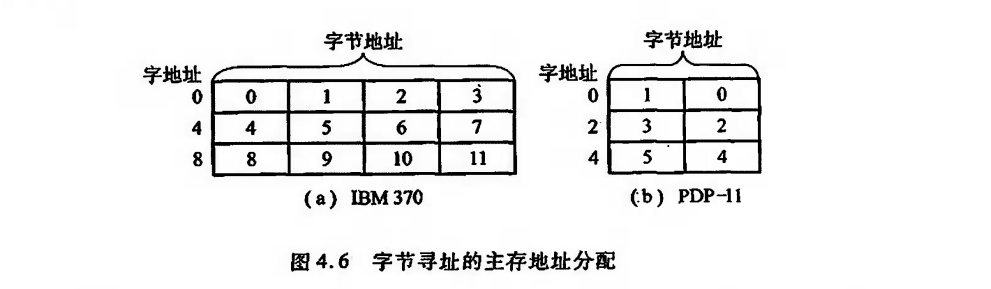 字节地址 字节地址
字地址 字地址
0 0 1 2 3 0 1 0
4 4 5 6 7 2 3 2
8 8 9 10 11 4 5 4
(a) IBM 370 (b) PDP-11
图 4.6 字节寻址的主存地址分配